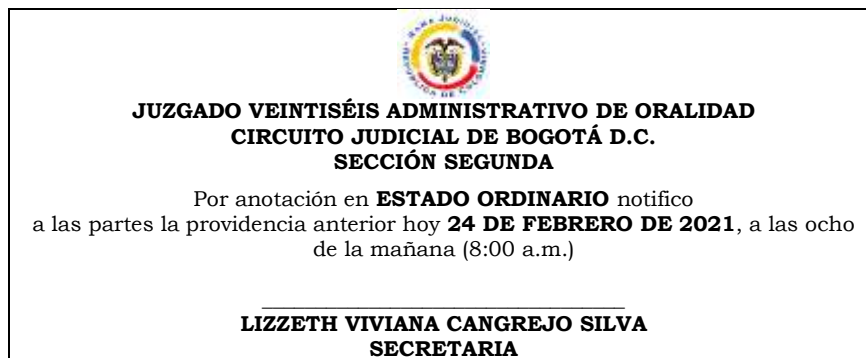 JUZGADO VEINTISÉIS ADMINISTRATIVO DE ORALIDAD
CIRCUITO JUDICIAL DE BOGOTÁ D.C.
SECCIÓN SEGUNDA
Por anotación en ESTADO ORDINARIO notifico
a las partes la providencia anterior hoy 24 DE FEBRERO DE 2021, a las ocho
de la mañana (8:00 a.m.)
LIZZETH VIVIANA CANGREJO SILVA
SECRETARIA